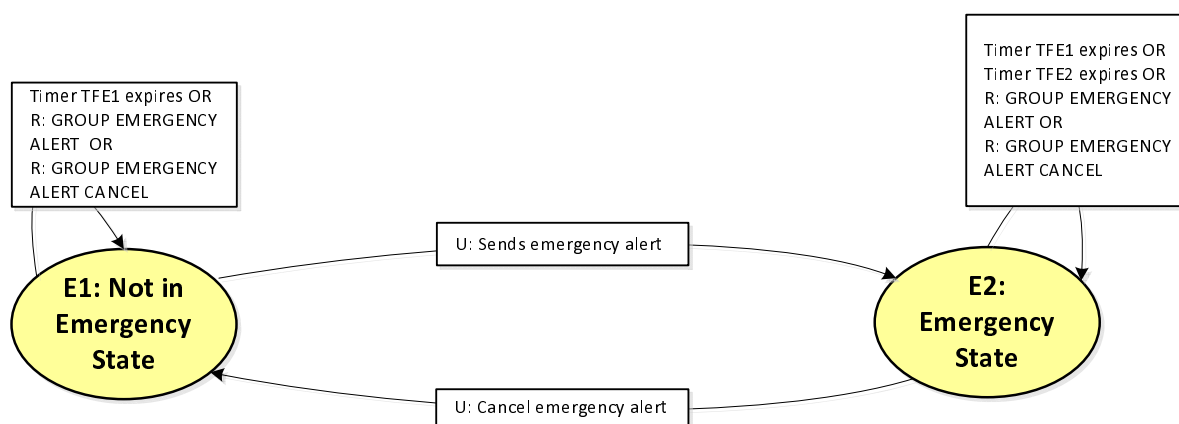 Timer TFE1 expires OR
Timer TFE2 expires OR
R: GROUP EMERGENCY
ALERT OR
R: GROUP EMERGENCY
ALERT CANCEL
Timer TFE1 expires OR
R: GROUP EMERGENCY
ALERT OR
R: GROUP EMERGENCY
ALERT CANCEL
U: Sends emergency alert
E1: Not in
Emergency
State
E2:
Emergency
State
U: Cancel emergency alert